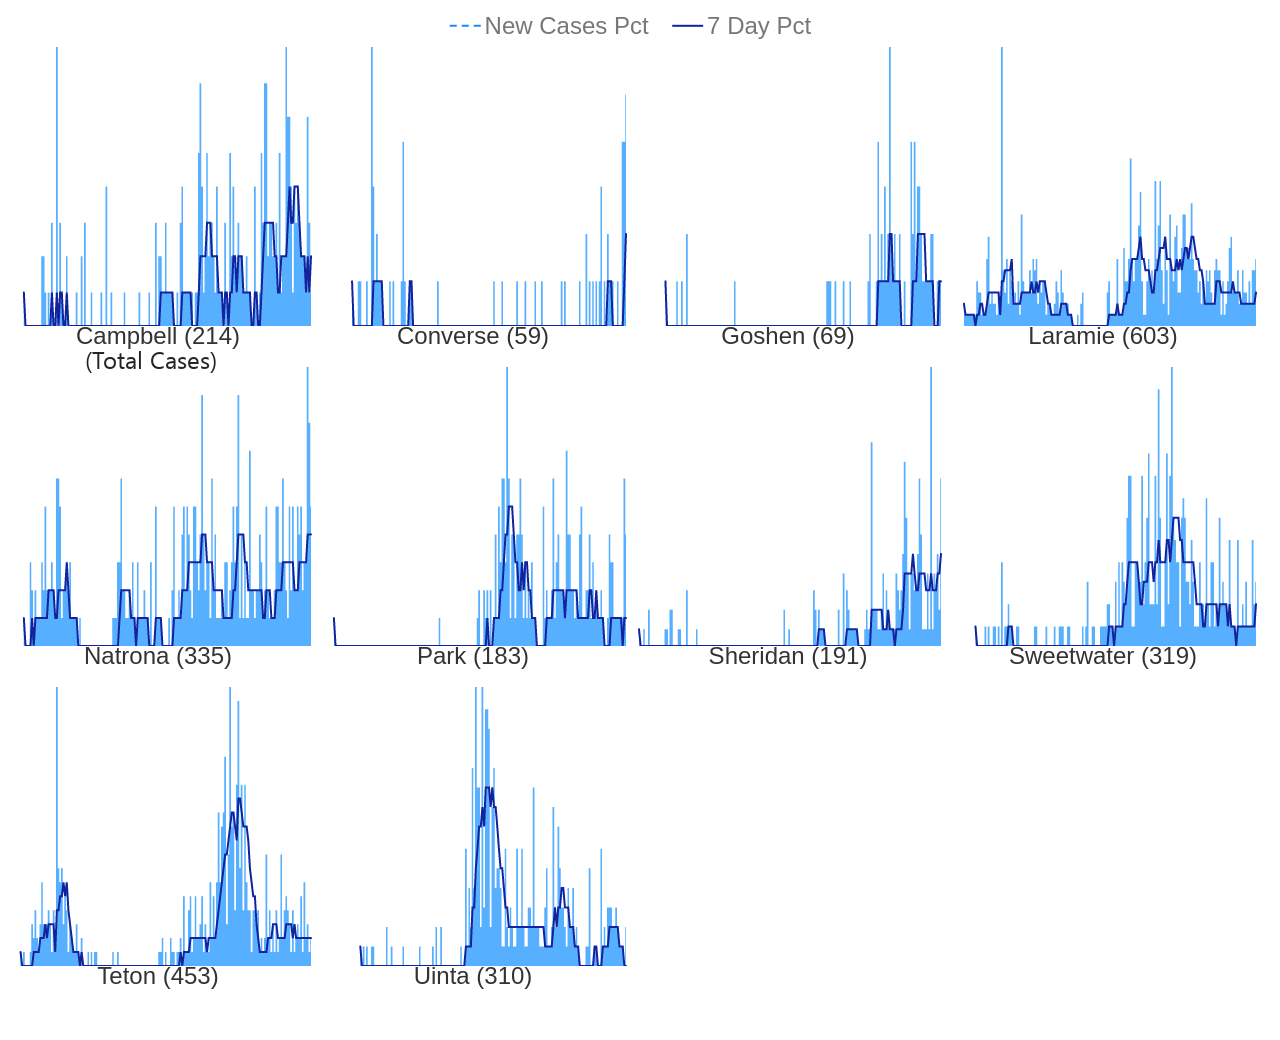 New Cases Pct 7 Day Pct
Campbell (214) Converse (59) Goshen (69) Laramie (603)
(Total Cases)
Natrona (335) Park (183) Sheridan (191) Sweetwater (319)
Teton (453) Uinta (310)